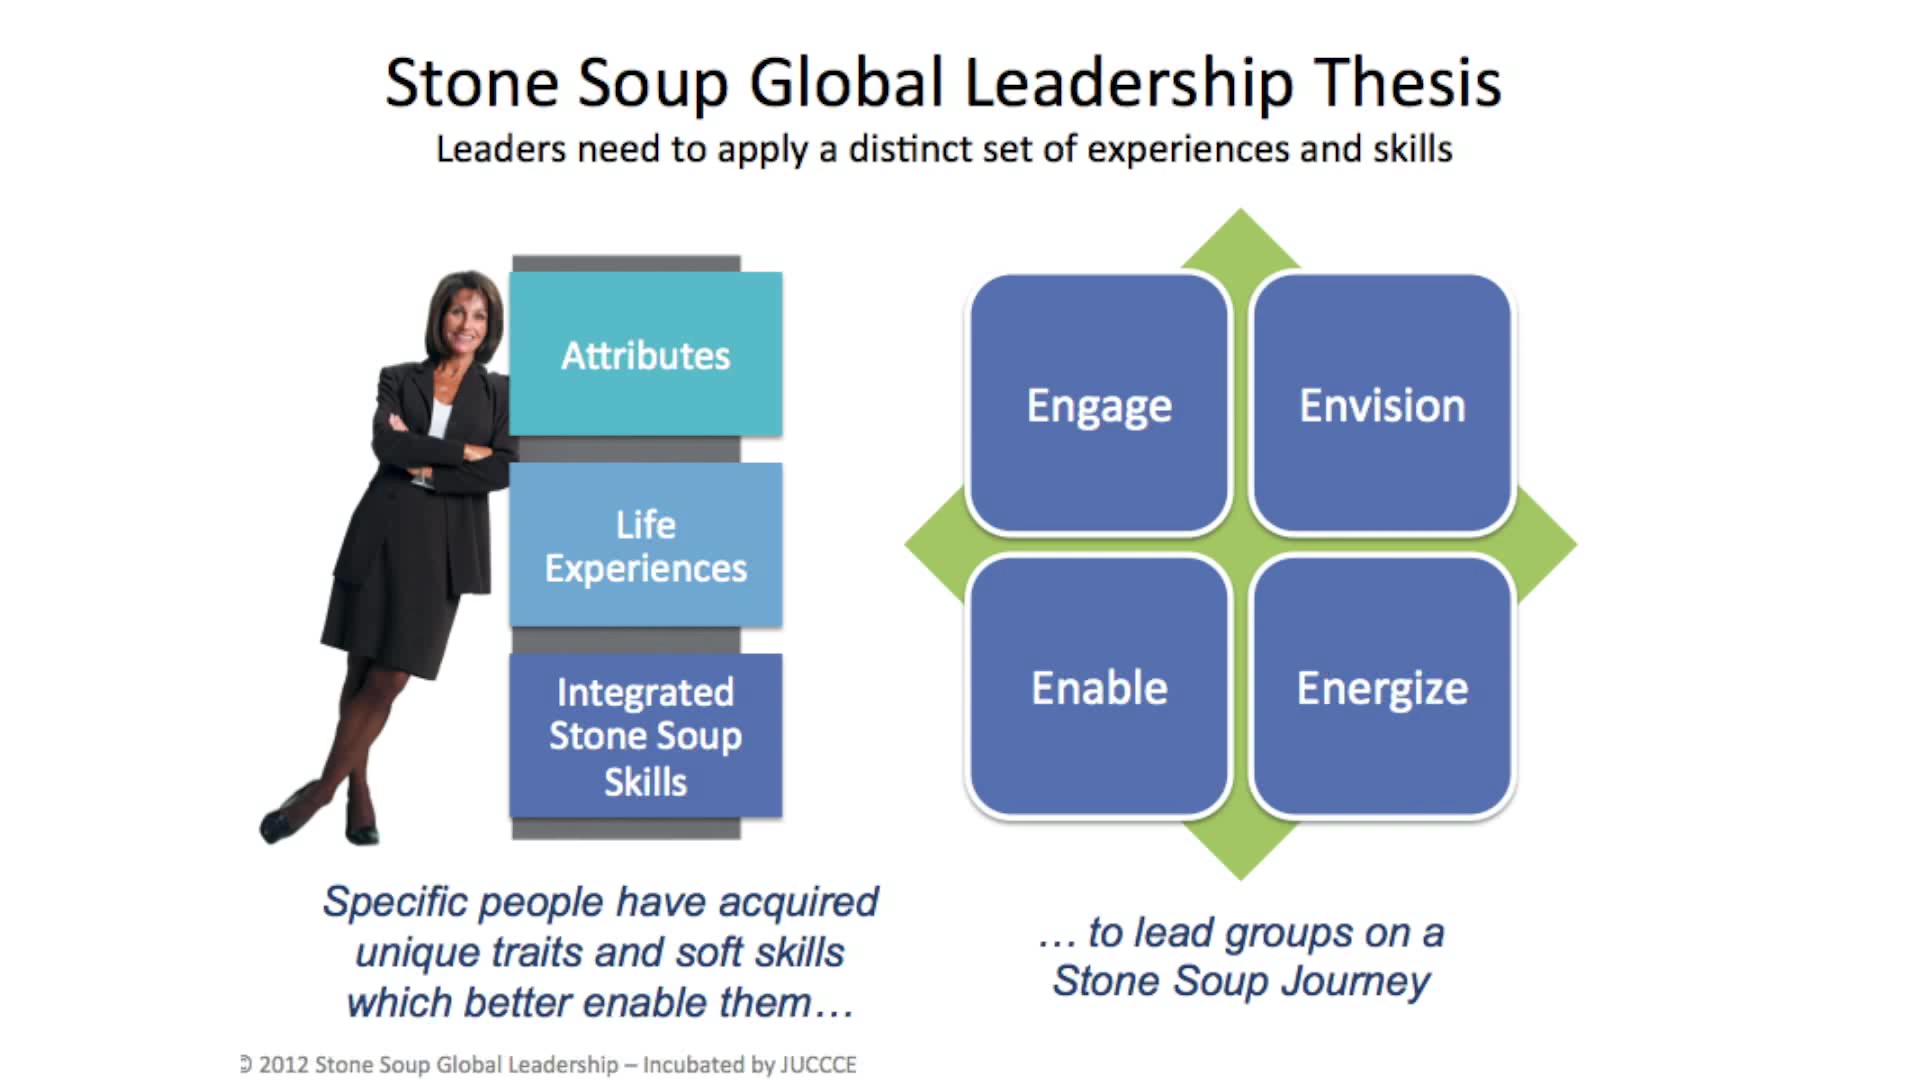 Stone Soup Global Leadership Thesis
Leaders need to apply a distinct set of experiences and skills
Attributes
Life
Experiences
Integrated
Stone Soup
Skills
Engage
Envision
Enable
Energize
Specific people have acquired
unique traits and soft skills
which better enable them…
… to lead groups on a
Stone Soup Journey
© 2012 Stone Soup Global Leadership – Incubated by JUCCCE